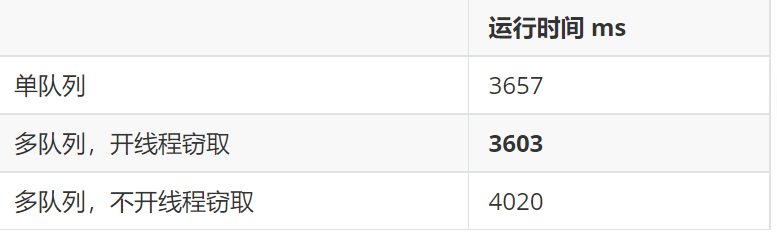 运行时间 ms
单队列 3657
多队列，开线程窃取 3603
多队列，不开线程窃取 4020